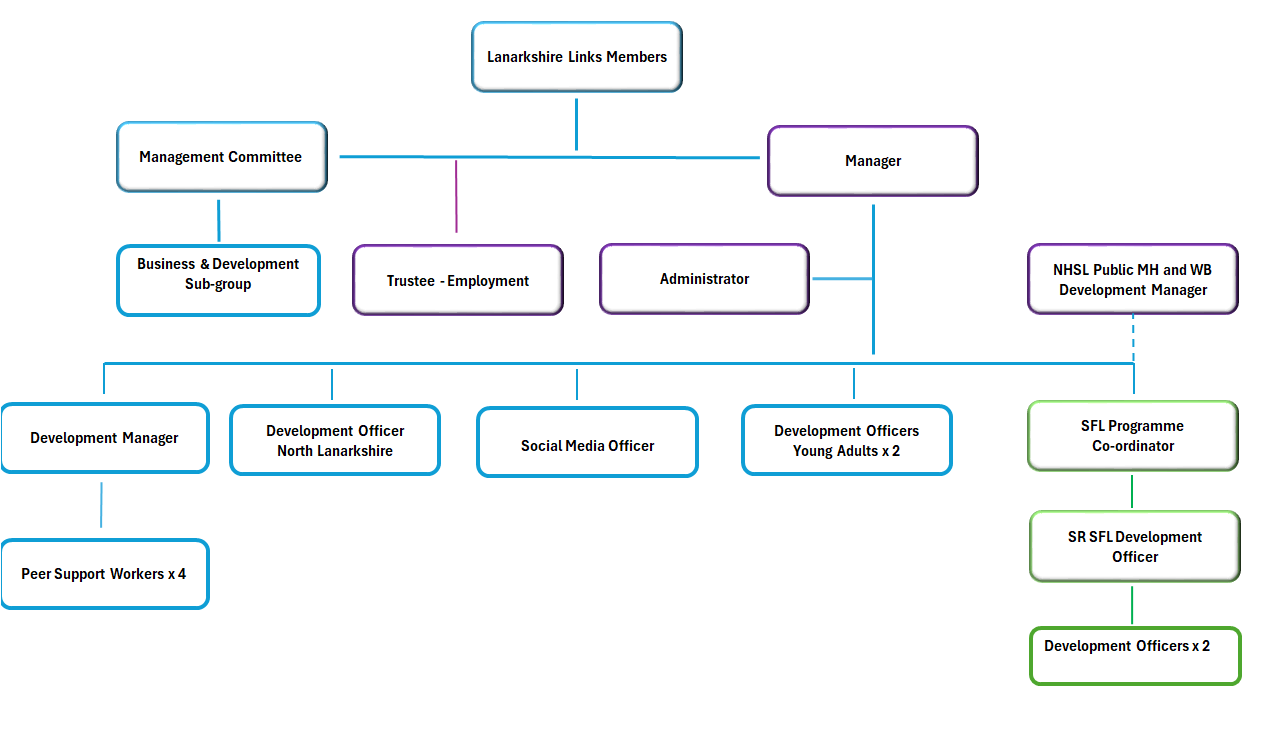 Lanarkshire Links Members
Management Committee
Manager
Business & Development
Sub-group
Trustee - Employment
Administrator
NHSL Public MH and WB
Development Manager
Development Manager
Development Officer
North Lanarkshire
Social Media Officer
Development Officers
Young Adults x 2
SFL Programme
Co-ordinator
Peer Support Workers x 4
SR SFL Development
Officer
Development Officers x 2